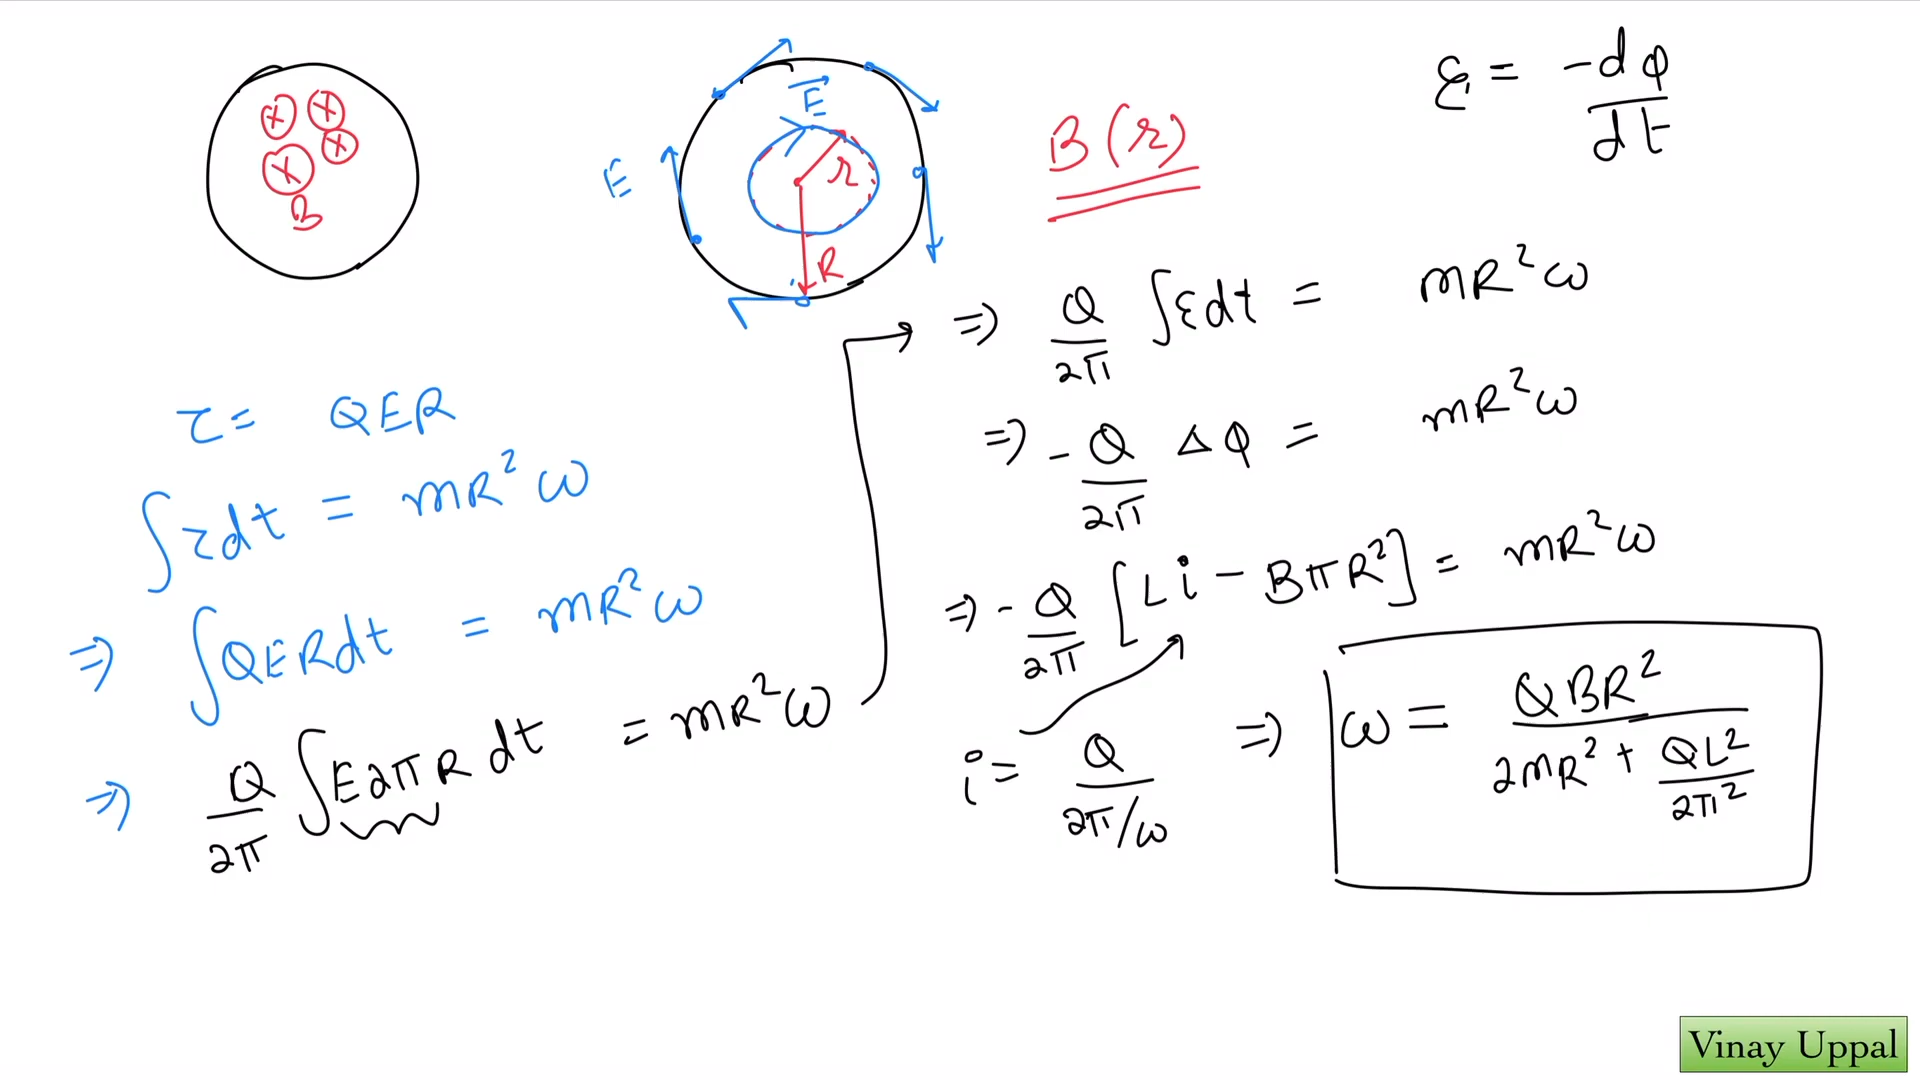 B
E
E
r
R
B(r)
ε = -dφ/dt
τ = QER
∫τdt = mR²ω
⇒ ∫QERdt = mR²ω
⇒ Q/2π ∫E2πR dt = mR²ω
⇒ Q/2π ∫εdt = mR²ω
⇒ -Q/2π Δφ = mR²ω
⇒ -Q/2π [Li - BπR²] = mR²ω
i = Q/2π/ω ⇒ ω = QBR²/2mR² + QL²/2π²
Vinay Uppal